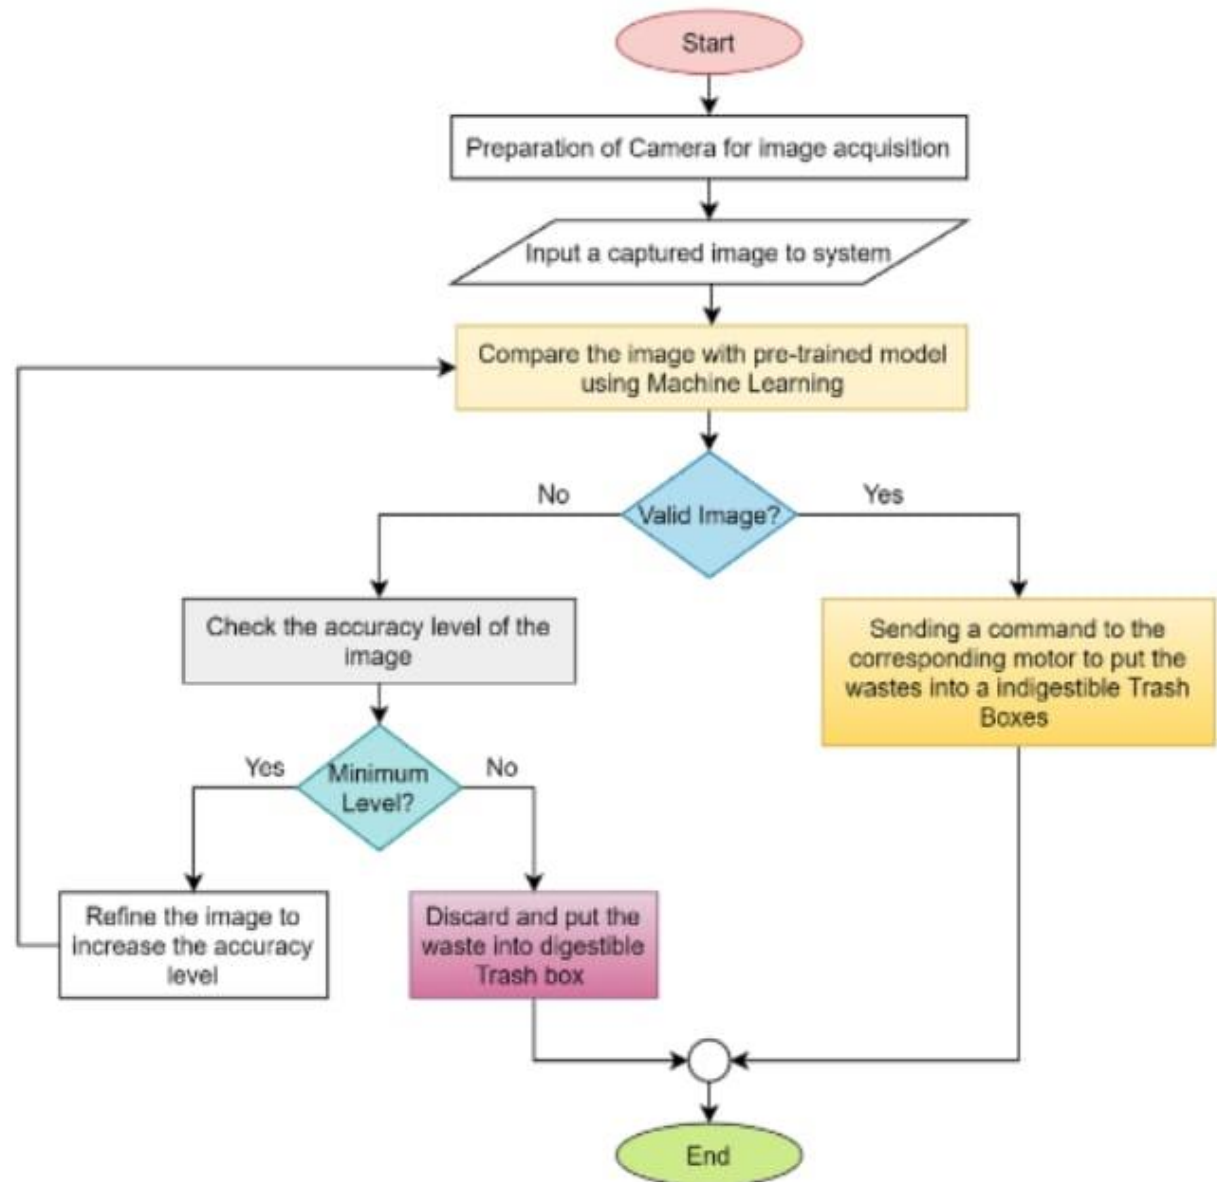 Start
Preparation of Camera for image acquisition
Input a captured image to system
Compare the image with pre-trained model
using Machine Learning
No
Yes
Valid Image?
Check the accuracy level of the
image
Sending a command to the
corresponding motor to put the
wastes into a indigestible Trash
Boxes
Yes
No
Minimum
Level?
Refine the image to
increase the accuracy
level
Discard and put the
waste into digestible
Trash box
End